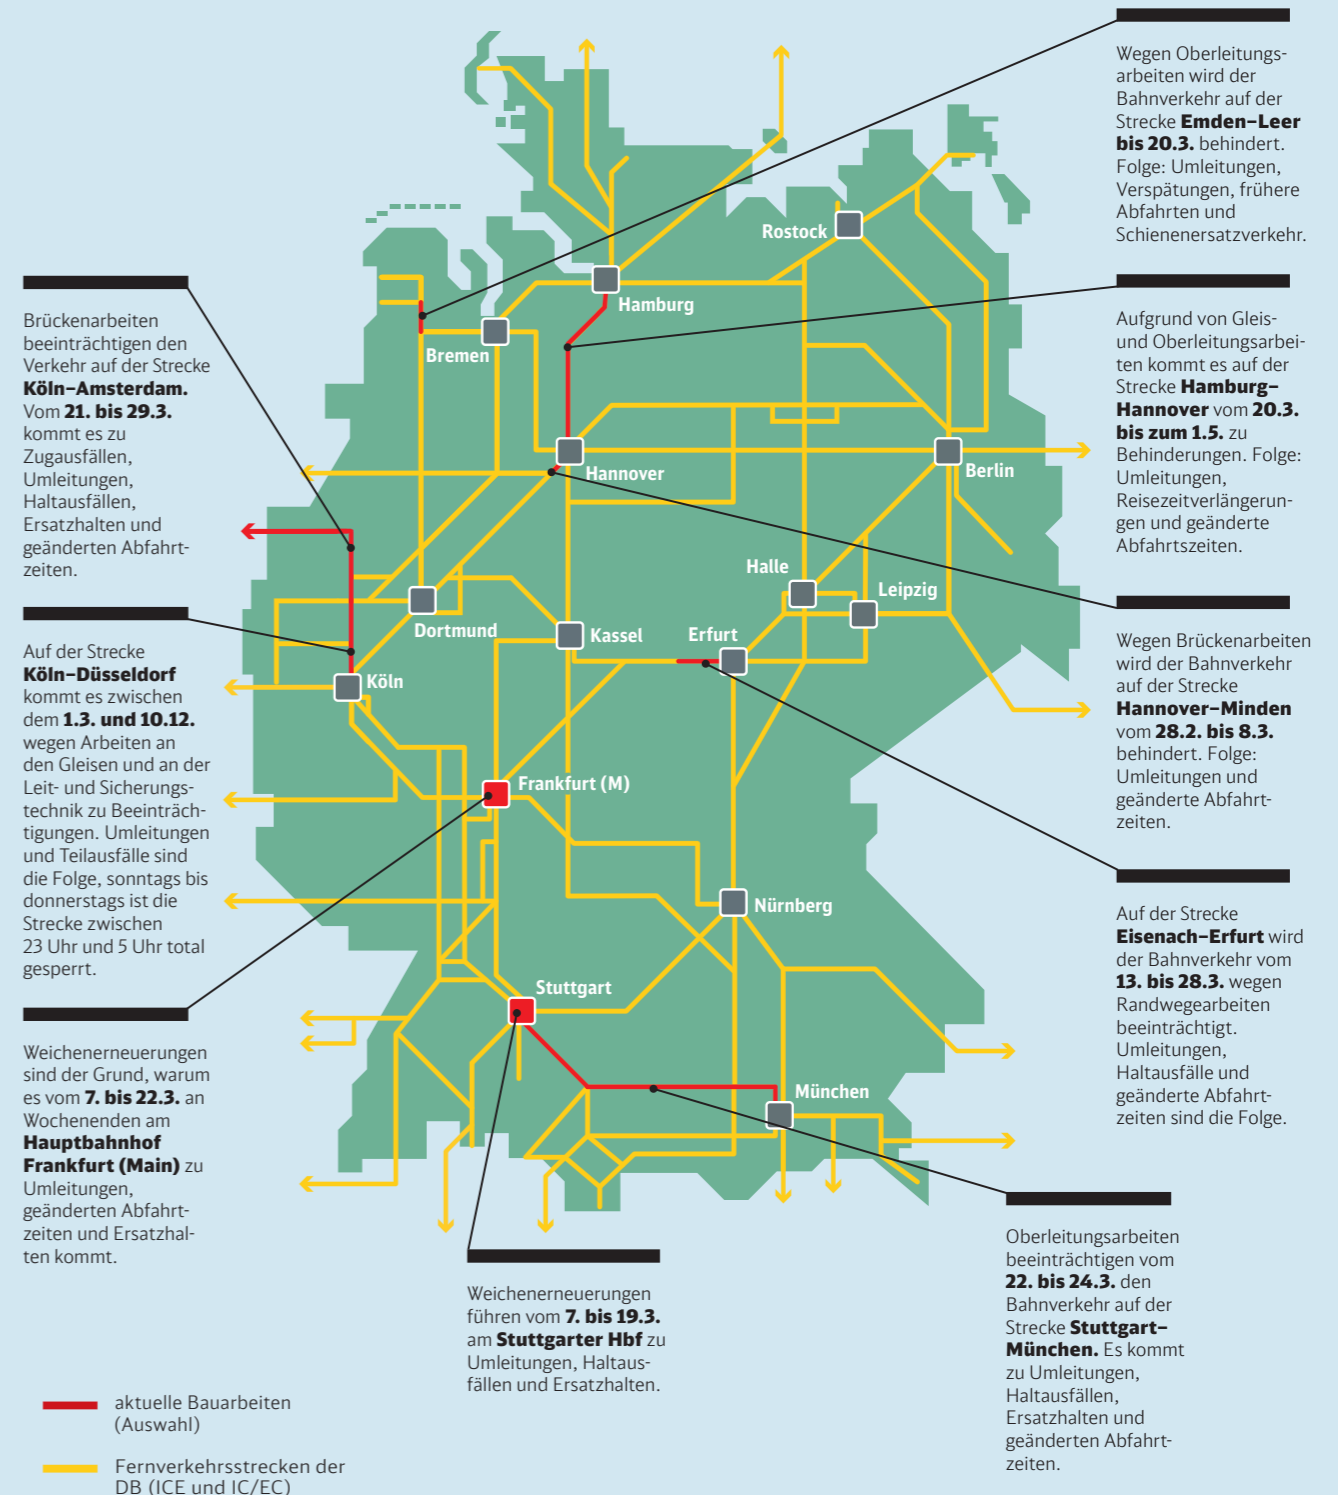 Wegen Oberleitungs-
arbeiten wird der
Bahnverkehr auf der
Strecke Emden–Leer
bis 20.3. behindert.
Folge: Umleitungen,
Verspätungen, frühere
Abfahrten und
Schienenersatzverkehr.
Aufgrund von Gleis-
und Oberleitungsarbei-
ten kommt es auf der
Strecke Hamburg–
Hannover vom 20.3.
bis zum 1.5. zu
Behinderungen. Folge:
Umleitungen,
Reisezeitverlängerun-
gen und geänderte
Abfahrtszeiten.
Wegen Brückenarbeiten
wird der Bahnverkehr
auf der Strecke
Hannover–Minden
vom 28.2. bis 8.3.
behindert. Folge:
Umleitungen und
geänderte Abfahrt-
zeiten.
Auf der Strecke
Eisenach–Erfurt wird
der Bahnverkehr vom
13. bis 28.3. wegen
Randwegearbeiten
beeinträchtigt.
Umleitungen,
Haltausfälle und
geänderte Abfahrt-
zeiten sind die Folge.
Oberleitungsarbeiten
beeinträchtigen vom
22. bis 24.3. den
Bahnverkehr auf der
Strecke Stuttgart–
München. Es kommt
zu Umleitungen,
Haltausfällen,
Ersatzhalten und
geänderten Abfahrt-
zeiten.
Brückenarbeiten
beeinträchtigen den
Verkehr auf der Strecke
Köln–Amsterdam.
Vom 21. bis 29.3.
kommt es zu
Zugausfällen,
Umleitungen,
Haltausfällen,
Ersatzhalten und
geänderten Abfahrt-
zeiten.
Auf der Strecke
Köln–Düsseldorf
kommt es zwischen
dem 1.3. und 10.12.
wegen Arbeiten an
den Gleisen und an der
Leit- und Sicherungs-
technik zu Beeinträch-
tigungen. Umleitungen
und Teilausfälle sind
die Folge, sonntags bis
donnerstags ist die
Strecke zwischen
23 Uhr und 5 Uhr total
gesperrt.
Weichenerneuerungen
sind der Grund, warum
es vom 7. bis 22.3. an
Wochenenden am
Hauptbahnhof
Frankfurt (Main) zu
Umleitungen,
geänderten Abfahrt-
zeiten und Ersatzhal-
ten kommt.
Weichenerneuerungen
führen vom 7. bis 19.3.
am Stuttgarter Hbf zu
Umleitungen, Haltaus-
fällen und Ersatzhalten.
Rostock
Hamburg
Bremen
Hannover
Berlin
Halle
Leipzig
Dortmund
Kassel
Erfurt
Köln
Frankfurt (M)
Nürnberg
Stuttgart
München
aktuelle Bauarbeiten
(Auswahl)
Fernverkehrsstrecken der
DB (ICE und IC/EC)